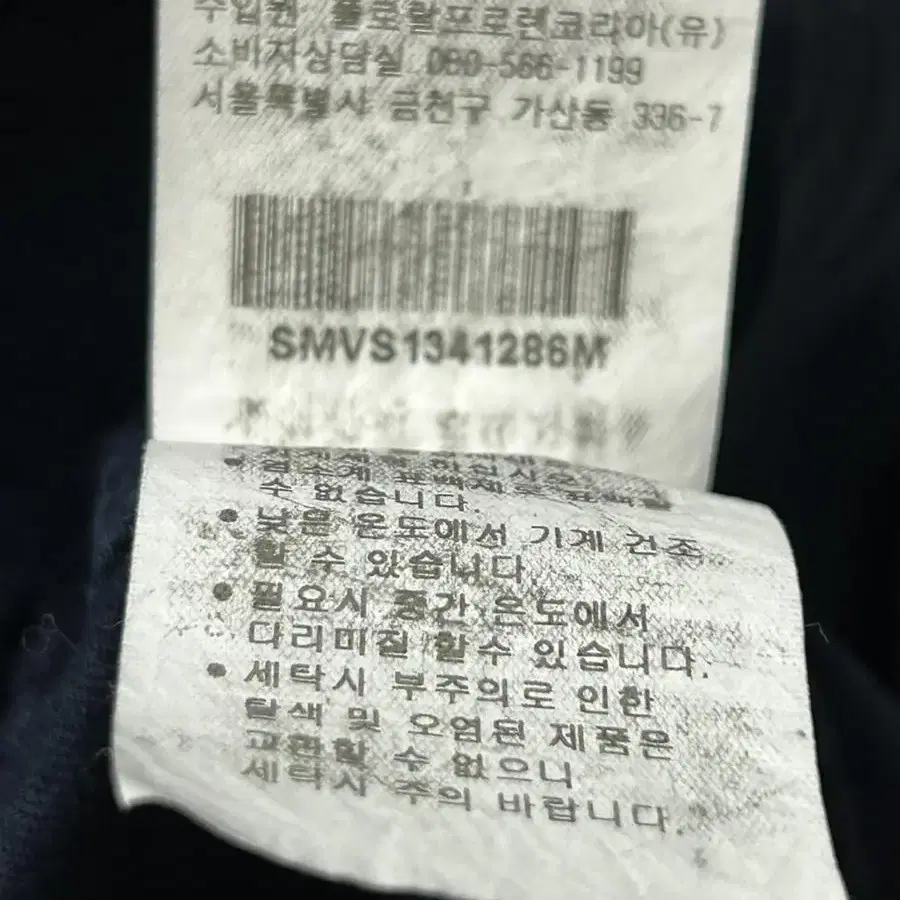 수입원 폴로랄프로렌코리아(유)
소비자상담실 080-566-1199
서울특별시 금천구 가산동 336-7
SMVS1341286M
수 없습니다.
• 낮은 온도에서 기계 건조
할 수 있습니다.
• 필요시 중간 온도에서
다리미질 할수 있습니다.
• 세탁시 부주의로 인한
탈색 및 오염된 제품은
교환할 수 없으니
세탁시 주의 바랍니다.